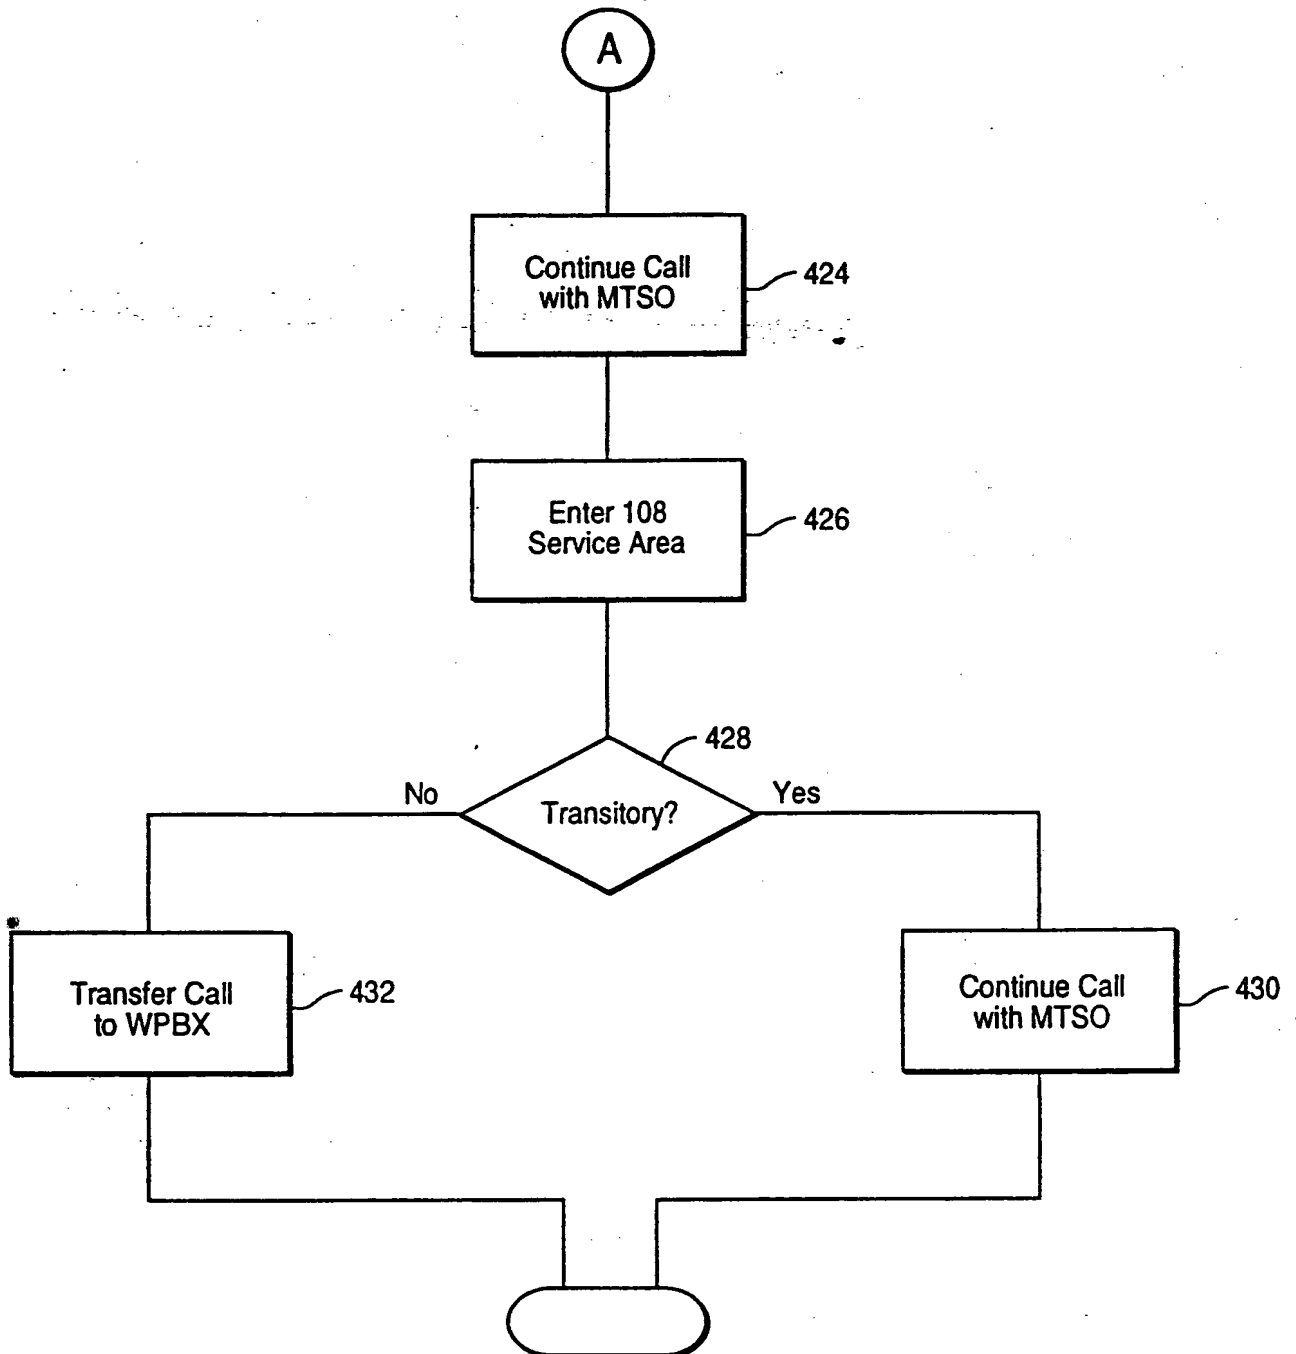 A
Continue Call
with MTSO
424
Enter 108
Service Area
426
428
No
Transitory?
Yes
Transfer Call
to WPBX
432
Continue Call
with MTSO
430